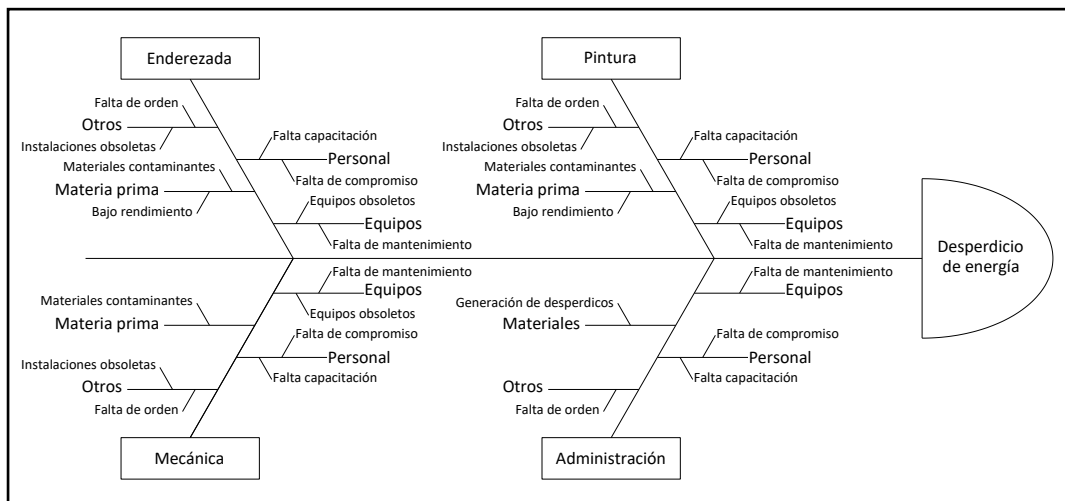 Enderezada
Falta de orden
Otros
Instalaciones obsoletas
Falta capacitación
Personal
Falta de compromiso
Materiales contaminantes
Materia prima
Bajo rendimiento
Equipos obsoletos
Equipos
Falta de mantenimiento
Pintura
Falta de orden
Otros
Instalaciones obsoletas
Falta capacitación
Personal
Falta de compromiso
Materiales contaminantes
Materia prima
Bajo rendimiento
Equipos obsoletos
Equipos
Falta de mantenimiento
Desperdicio
de energía
Falta de mantenimiento
Equipos
Equipos obsoletos
Materiales contaminantes
Materia prima
Falta de compromiso
Personal
Falta capacitación
Instalaciones obsoletas
Otros
Falta de orden
Mecánica
Falta de mantenimiento
Equipos
Generación de desperdicos
Materiales
Falta de compromiso
Personal
Falta capacitación
Otros
Falta de orden
Administración